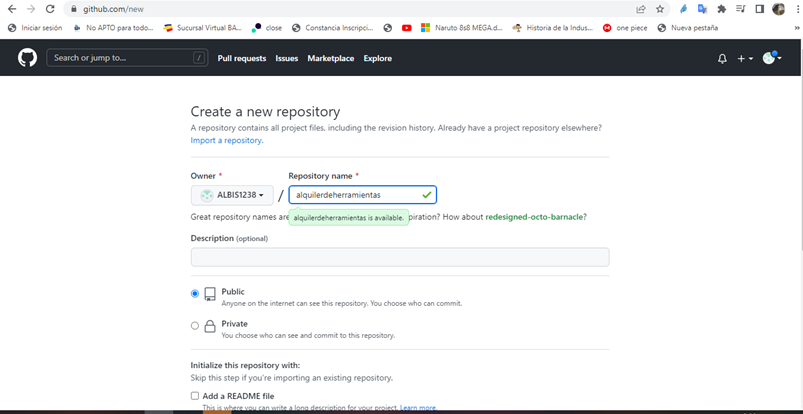 github.com/new
Iniciar sesión
No APTO para todo...
Sucursal Virtual BA...
close
Constancia Inscripci...
Naruto 8s8 MEGA.d...
Historia de la Indus...
one piece
Nueva pestaña
»
Search or jump to...
/
Pull requests
Issues
Marketplace
Explore
Create a new repository
A repository contains all project files, including the revision history. Already have a project repository elsewhere?
Import a repository.
Owner *
Repository name *
ALBIS1238
/
alquilerdeherramientas
Great repository names are
piration? How about redesigned-octo-barnacle?
alquilerdeherramientas is available.
Description (optional)
Public
Anyone on the internet can see this repository. You choose who can commit.
Private
You choose who can see and commit to this repository.
Initialize this repository with:
Skip this step if you're importing an existing repository.
Add a README file
This is where you can write a long description for your project. Learn more.